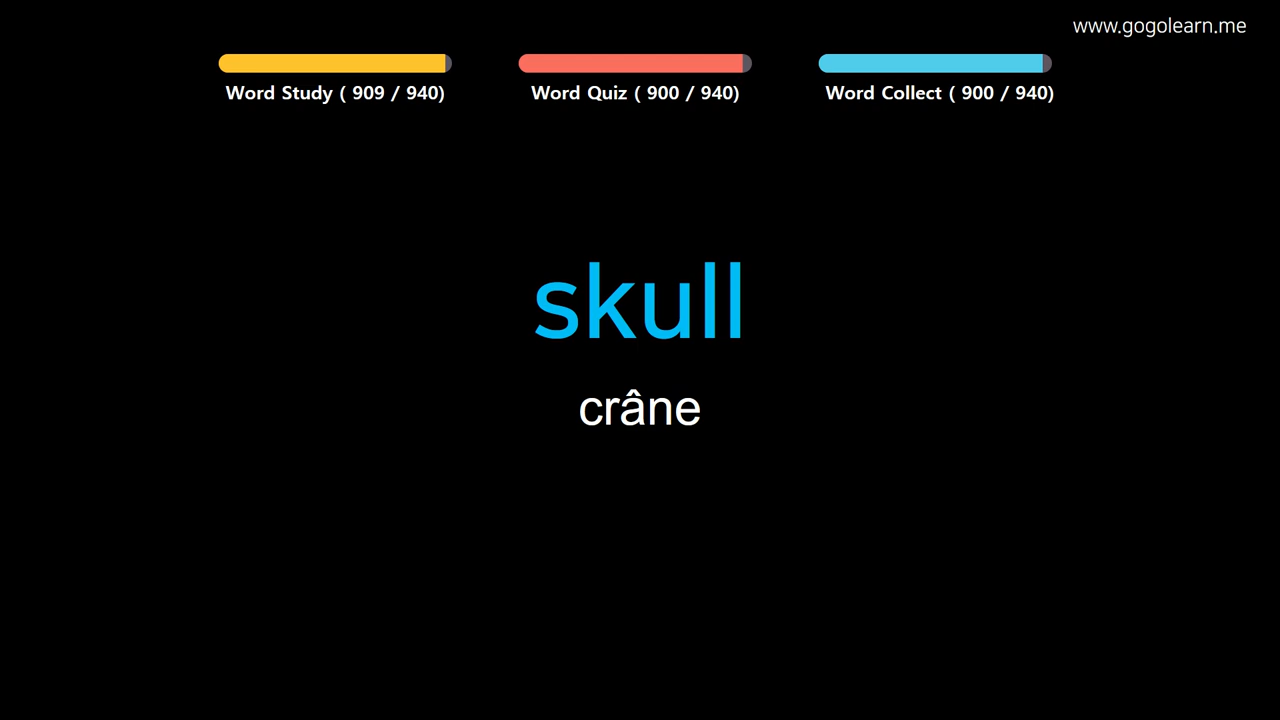 www.gogolearn.me
Word Study ( 909 / 940)
Word Quiz ( 900 / 940)
Word Collect ( 900 / 940)
skull
crâne